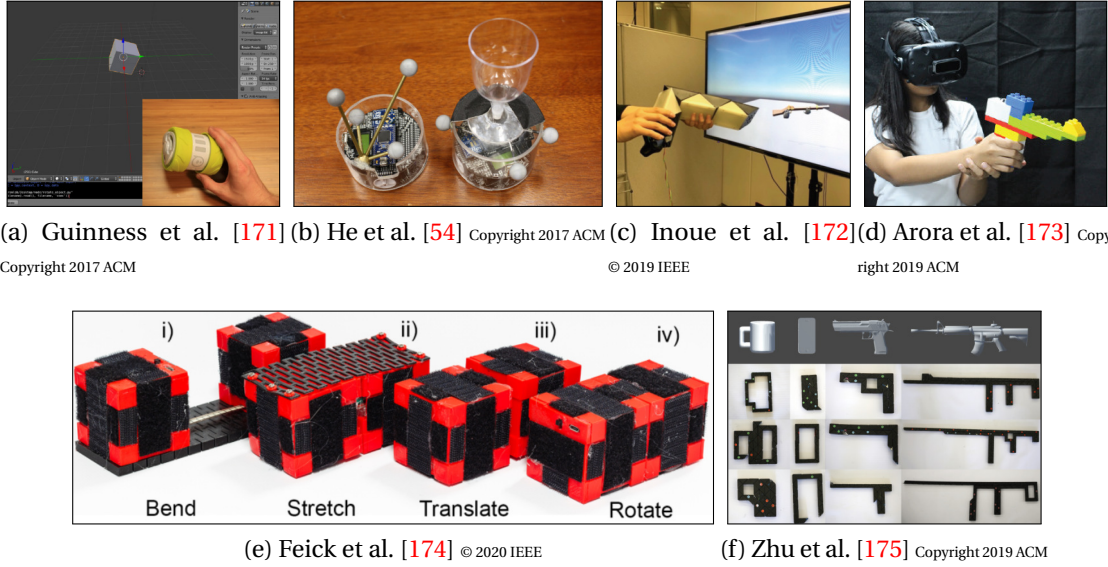 (a) Guinness et al. [171] (b) He et al. [54] Copyright 2017 ACM (c) Inoue et al. [172] (d) Arora et al. [173] Copy
Copyright 2017 ACM © 2019 IEEE right 2019 ACM
i) ii) iii) iv)
Bend Stretch Translate Rotate
(e) Feick et al. [174] © 2020 IEEE (f) Zhu et al. [175] Copyright 2019 ACM